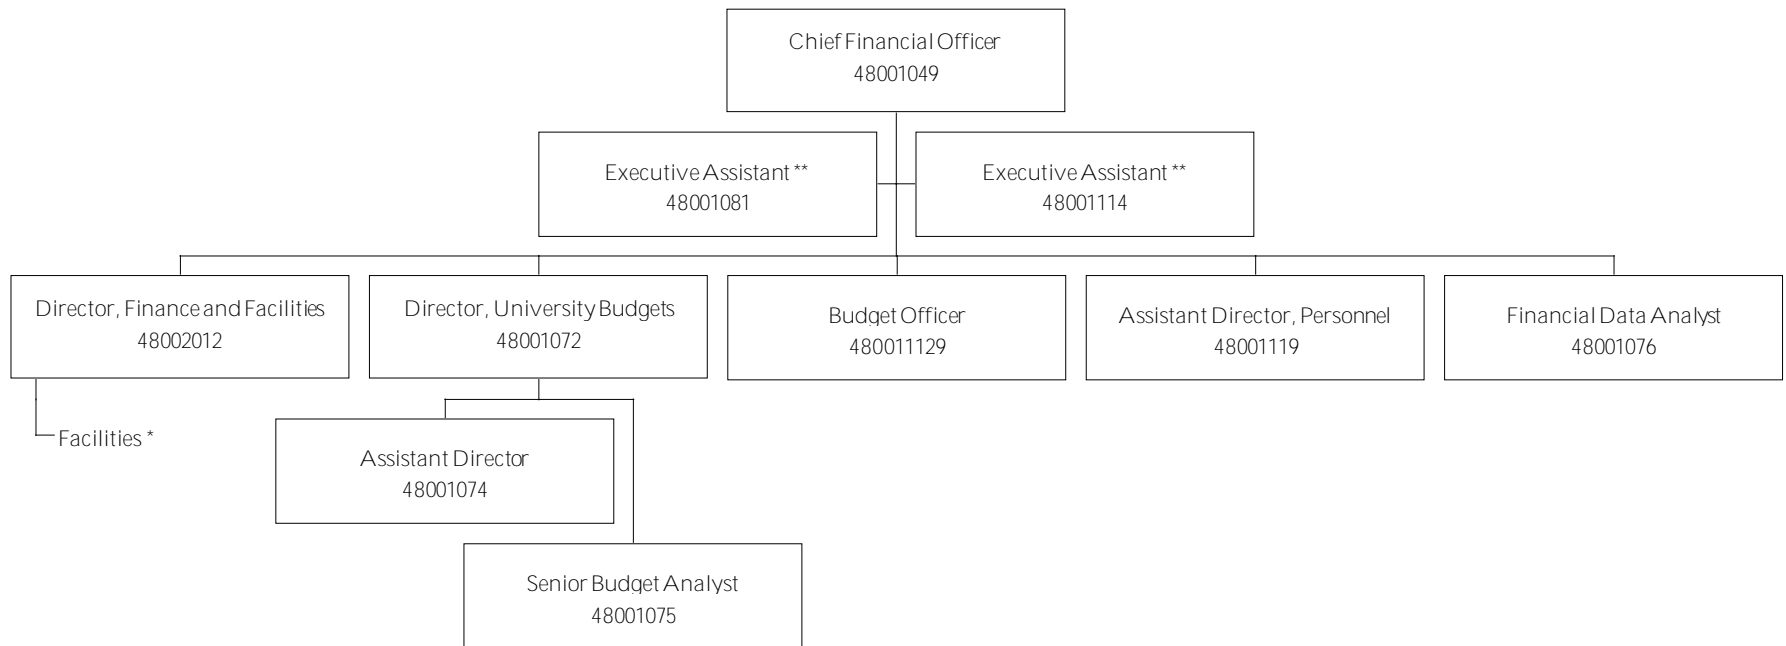 Chief Financial Officer
48001049
Executive Assistant **
48001081
Executive Assistant **
48001114
Director, Finance and Facilities
48002012
Director, University Budgets
48001072
Budget Officer
480011129
Assistant Director, Personnel
48001119
Financial Data Analyst
48001076
Facilities *
Assistant Director
48001074
Senior Budget Analyst
48001075